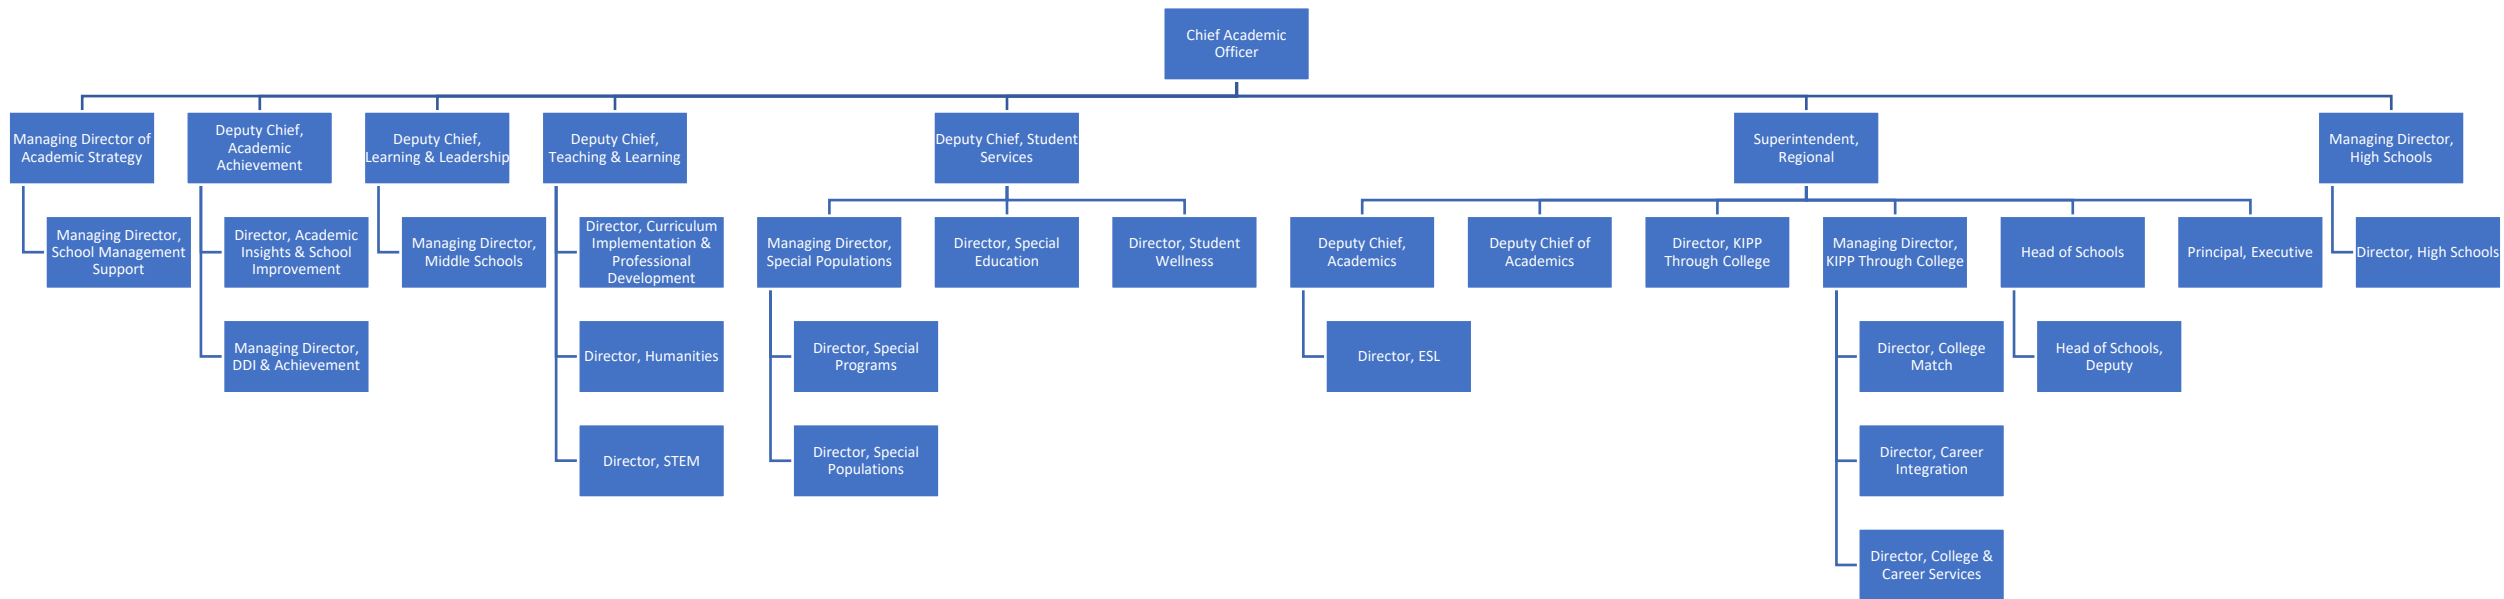 Chief Academic
Officer
Managing Director of
Academic Strategy
Deputy Chief,
Academic
Achievement
Deputy Chief,
Learning & Leadership
Deputy Chief,
Teaching & Learning
Deputy Chief, Student
Services
Superintendent,
Regional
Managing Director,
High Schools
Managing Director,
School Management
Support
Director, Academic
Insights & School
Improvement
Managing Director,
Middle Schools
Director, Curriculum
Implementation &
Professional
Development
Managing Director,
Special Populations
Director, Special
Education
Director, Student
Wellness
Deputy Chief,
Academics
Deputy Chief of
Academics
Director, KIPP
Through College
Managing Director,
KIPP Through College
Head of Schools
Principal, Executive
Director, High Schools
Managing Director,
DDI & Achievement
Director, Humanities
Director, Special
Programs
Director, ESL
Director, College
Match
Head of Schools,
Deputy
Director, STEM
Director, Special
Populations
Director, Career
Integration
Director, College &
Career Services